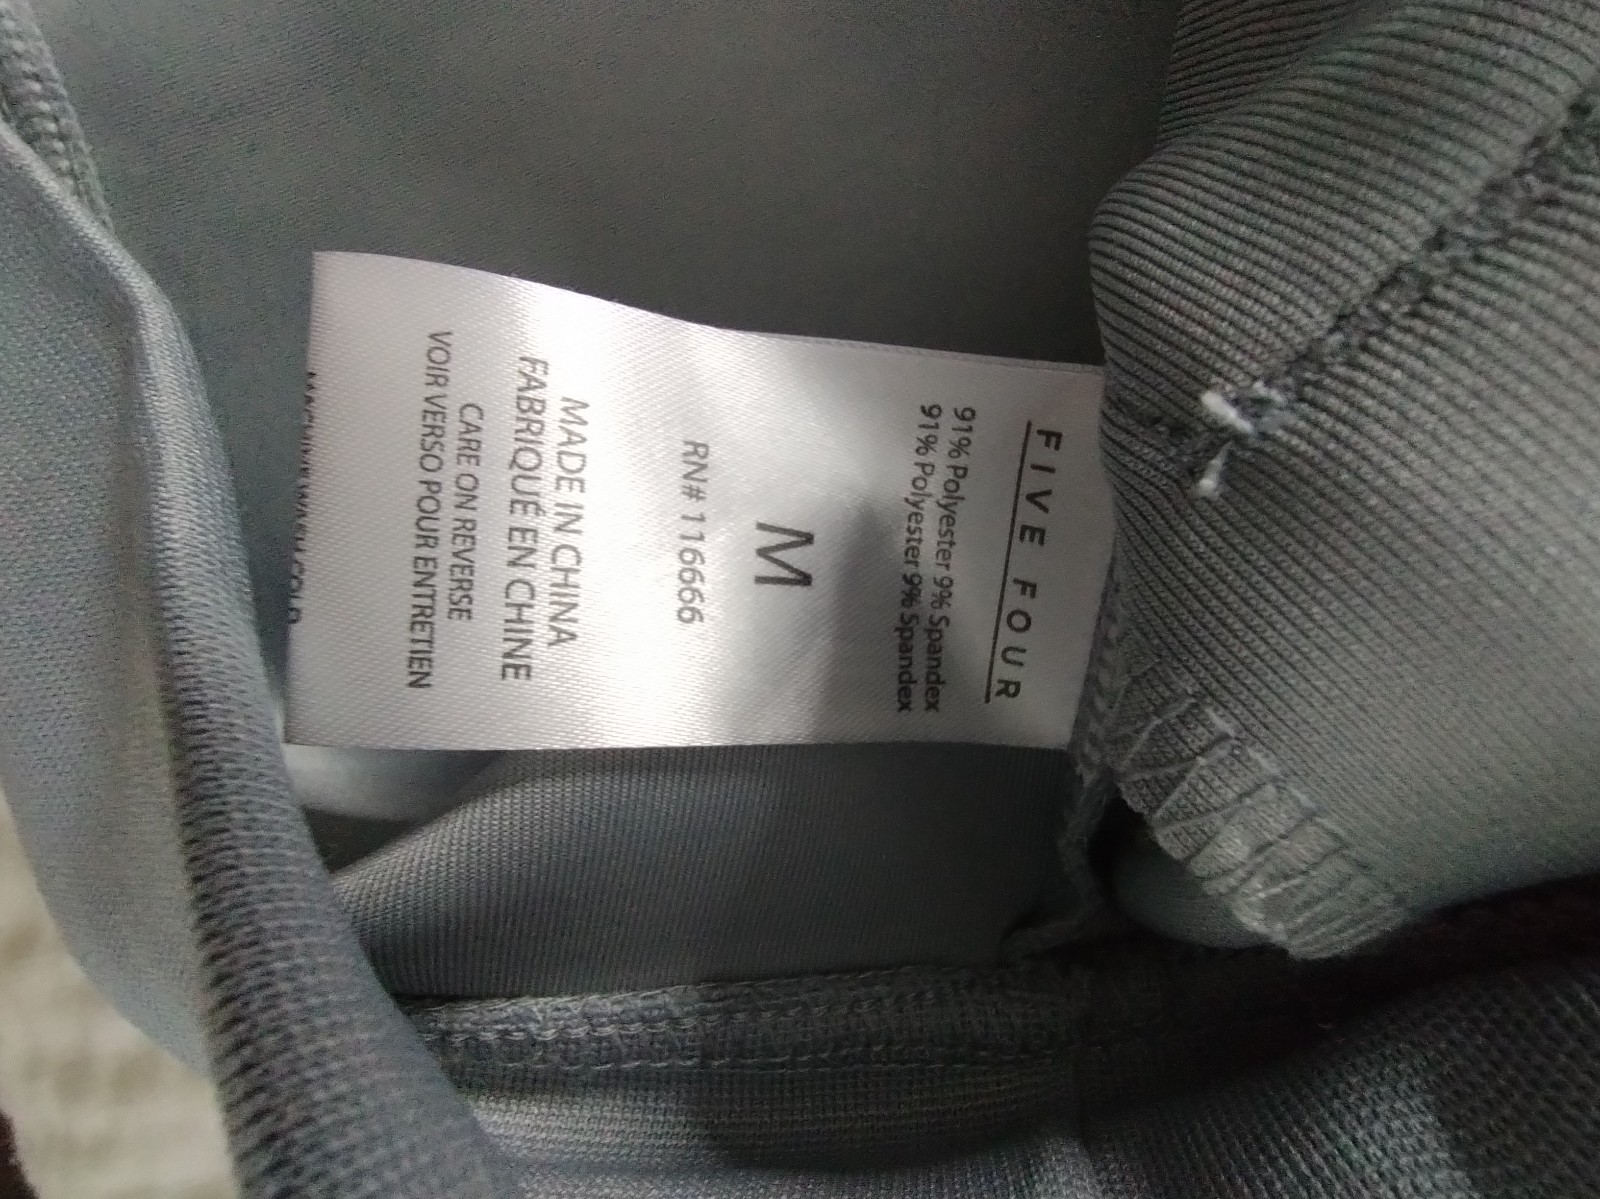 FIVE FOUR
91% Polyester 9% Spandex
91% Polyester 9% Spandex
M
RN# 116666
MADE IN CHINA
FABRIQUÉ EN CHINE
CARE ON REVERSE
VOIR VERSO POUR ENTRETIEN